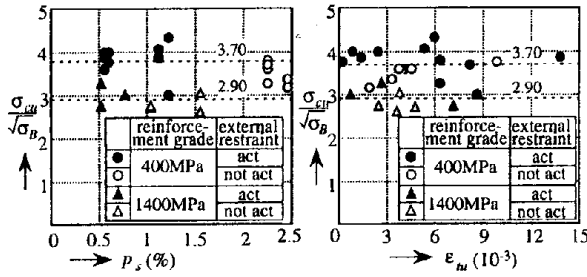 5
4
3
2
1
σcu
√σB
3.70
2.90
reinforce-
ment grade
external
restraint
400MPa
act
not act
1400MPa
act
not act
0
0.5
1.0
1.5
2.0
2.5
p s (%)
5
4
3
2
1
σcu
√σB
3.70
2.90
reinforce-
ment grade
external
restraint
400MPa
act
not act
1400MPa
act
not act
0
3
6
9
12
15
ε tu (10⁻³)